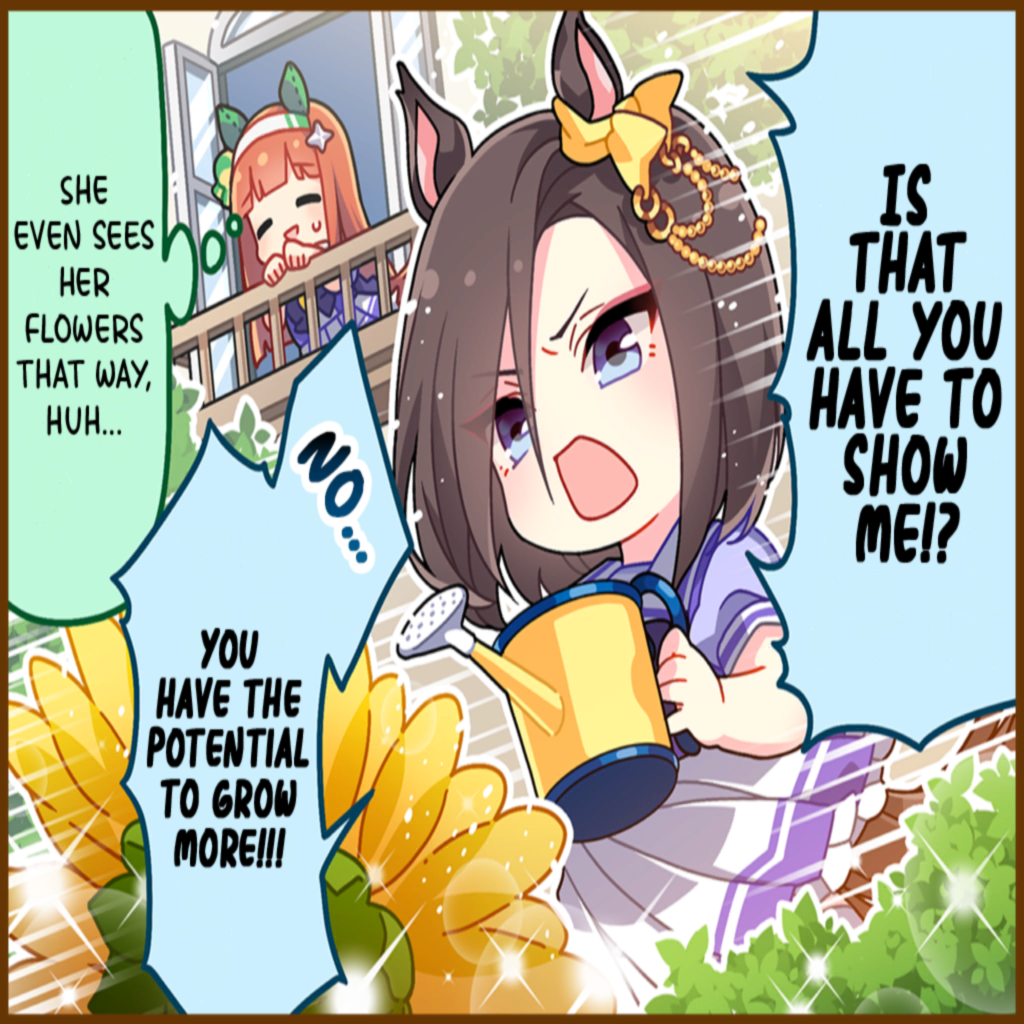 IS
THAT
ALL YOU
HAVE TO
SHOW
ME!?
NO...
YOU
HAVE THE
POTENTIAL
TO GROW
MORE!!!
SHE
EVEN SEES
HER
FLOWERS
THAT WAY,
HUH...